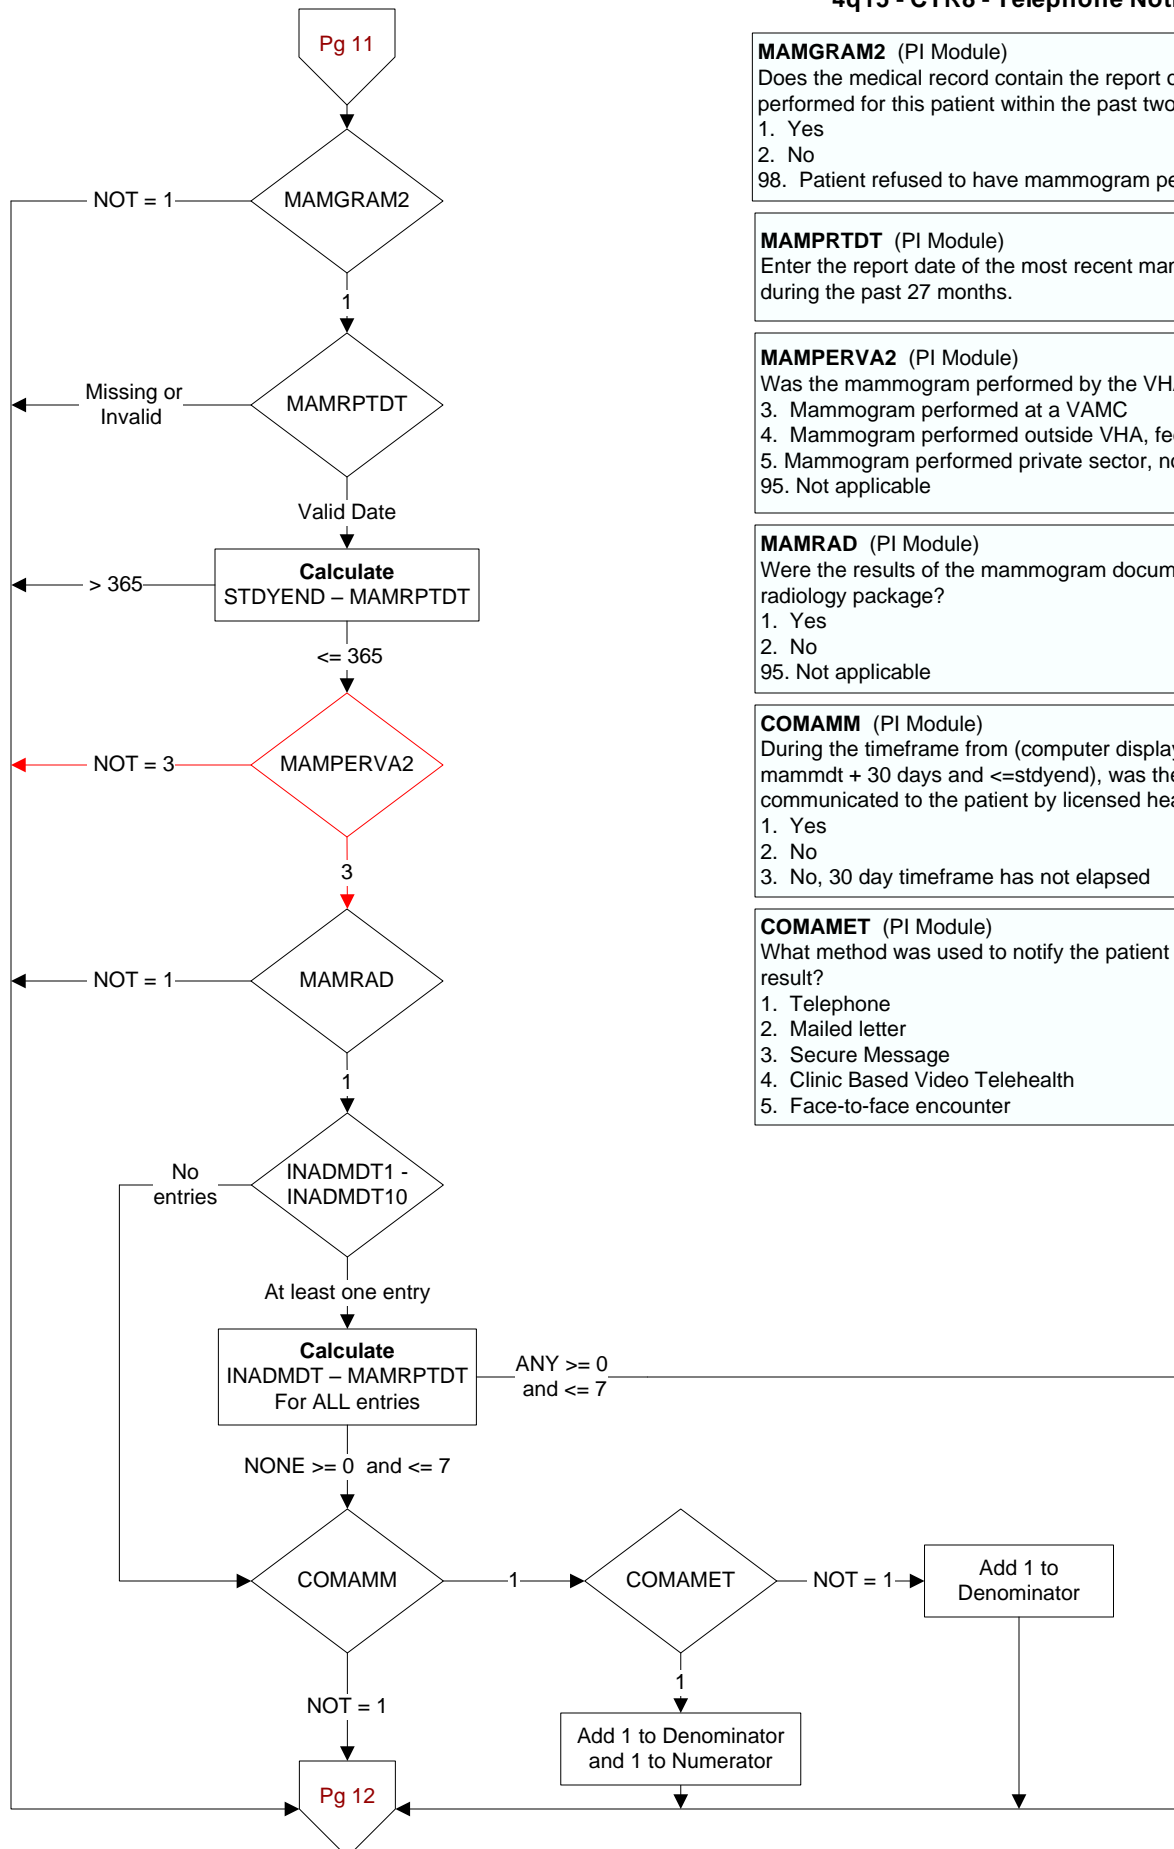 4q15 - CTR8 - Telephone
Pg 11
MAMGRAM2 (PI Module)
Does the medical record contain the report
performed for this patient within the past two
1. Yes
2. No
98. Patient refused to have mammogram
MAMPRTDT (PI Module)
Enter the report date of the most recent
during the past 27 months.
MAMPERVA2 (PI Module)
Was the mammogram performed by the
3. Mammogram performed at a VAMC
4. Mammogram performed outside VHA,
5. Mammogram performed private sector,
95. Not applicable
MAMRAD (PI Module)
Were the results of the mammogram
radiology package?
1. Yes
2. No
95. Not applicable
COMAMM (PI Module)
During the timeframe from (computer
mammdt + 30 days and <=stdyend), was
communicated to the patient by licensed
1. Yes
2. No
3. No, 30 day timeframe has not elapsed
COMAMET (PI Module)
What method was used to notify the patient
result?
1. Telephone
2. Mailed letter
3. Secure Message
4. Clinic Based Video Telehealth
5. Face-to-face encounter
MAMGRAM2
NOT = 1
1
MAMRPTDT
Missing or
Invalid
Valid Date
Calculate
STDYEND – MAMRPTDT
> 365
<= 365
MAMPERVA2
NOT = 3
3
MAMRAD
NOT = 1
1
INADMDT1 -
INADMDT10
No
entries
At least one entry
Calculate
INADMDT – MAMRPTDT
For ALL entries
ANY >= 0
and <= 7
NONE >= 0 and <= 7
COMAMM
1
COMAMET
NOT = 1
Add 1 to
Denominator
NOT = 1
1
Add 1 to Denominator
and 1 to Numerator
Pg 12